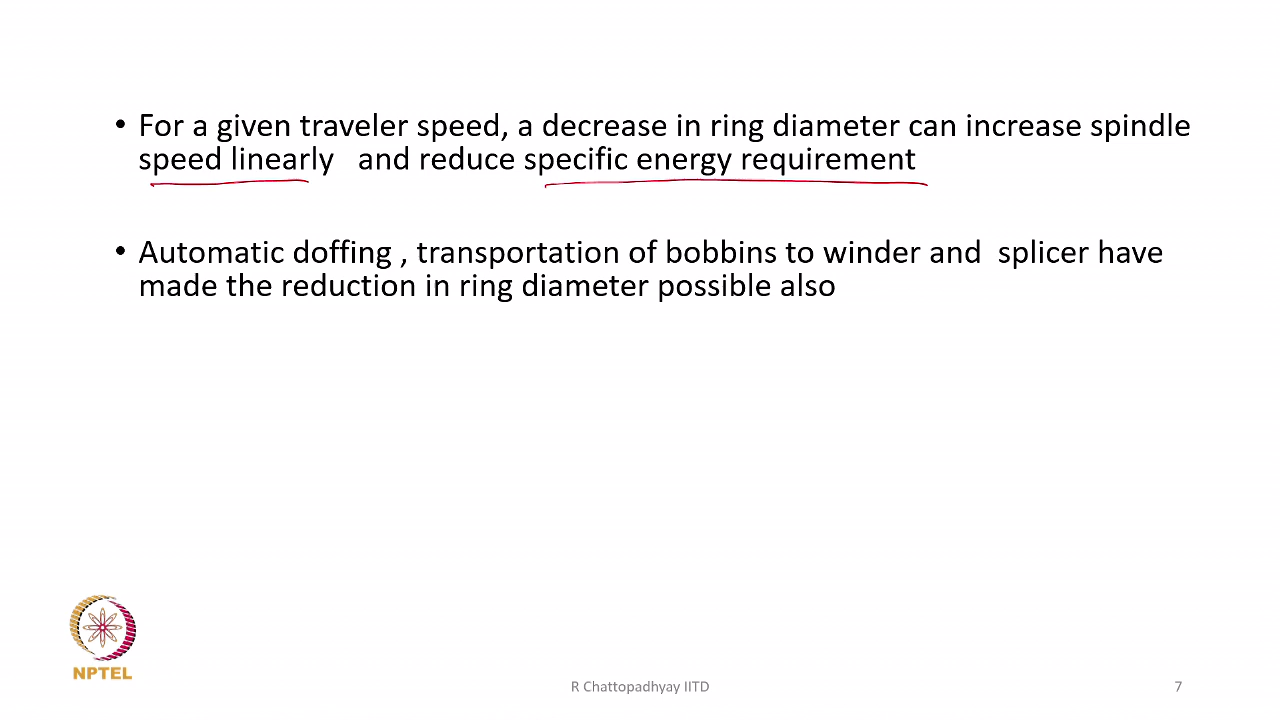 • For a given traveler speed, a decrease in ring diameter can increase spindle
speed linearly and reduce specific energy requirement
• Automatic doffing , transportation of bobbins to winder and splicer have
made the reduction in ring diameter possible also
NPTEL
R Chattopadhyay IITD
7